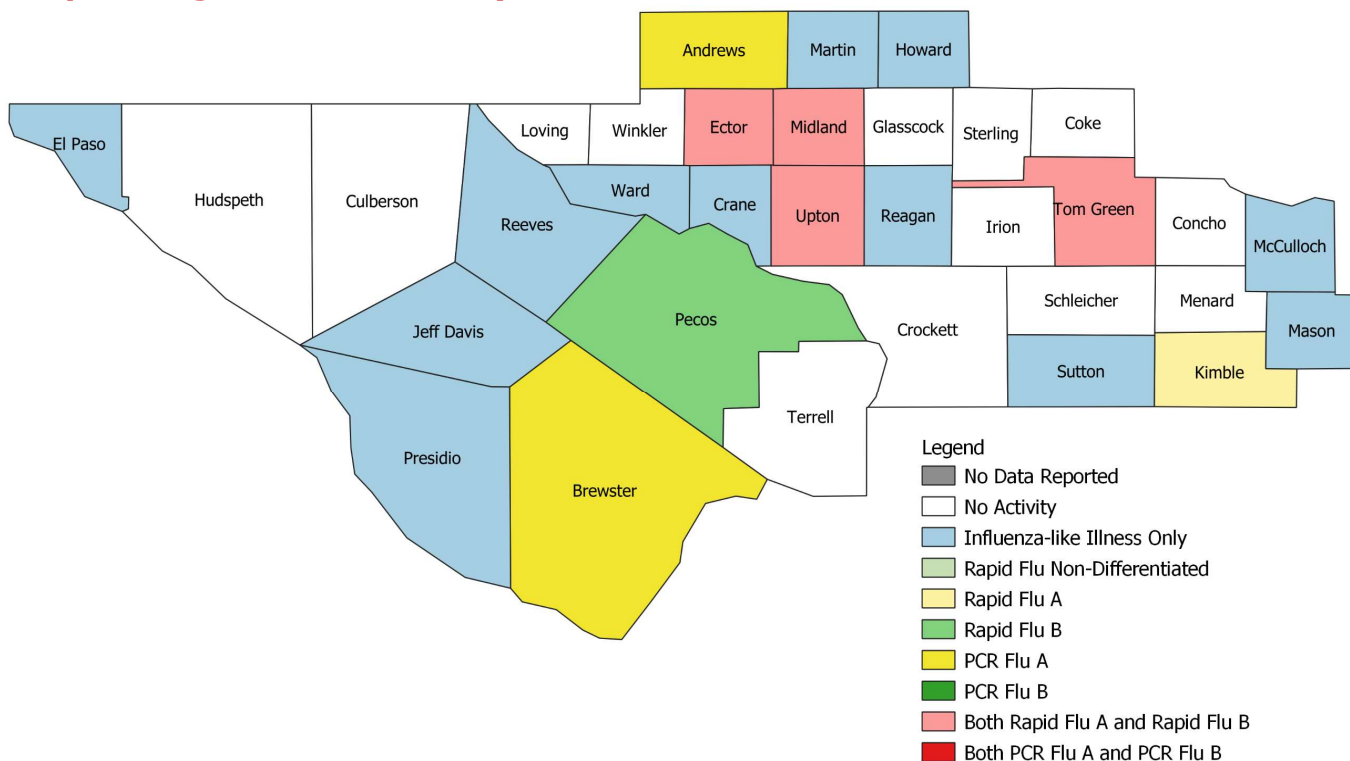 Andrews
Martin
Howard
El Paso
Hudspeth
Culberson
Loving
Winkler
Ector
Midland
Glasscock
Sterling
Coke
Reeves
Ward
Crane
Upton
Reagan
Irion
Tom Green
Concho
McCulloch
Jeff Davis
Pecos
Crockett
Schleicher
Menard
Mason
Presidio
Brewster
Terrell
Sutton
Kimble
Legend
No Data Reported
No Activity
Influenza-like Illness Only
Rapid Flu Non-Differentiated
Rapid Flu A
Rapid Flu B
PCR Flu A
PCR Flu B
Both Rapid Flu A and Rapid Flu B
Both PCR Flu A and PCR Flu B